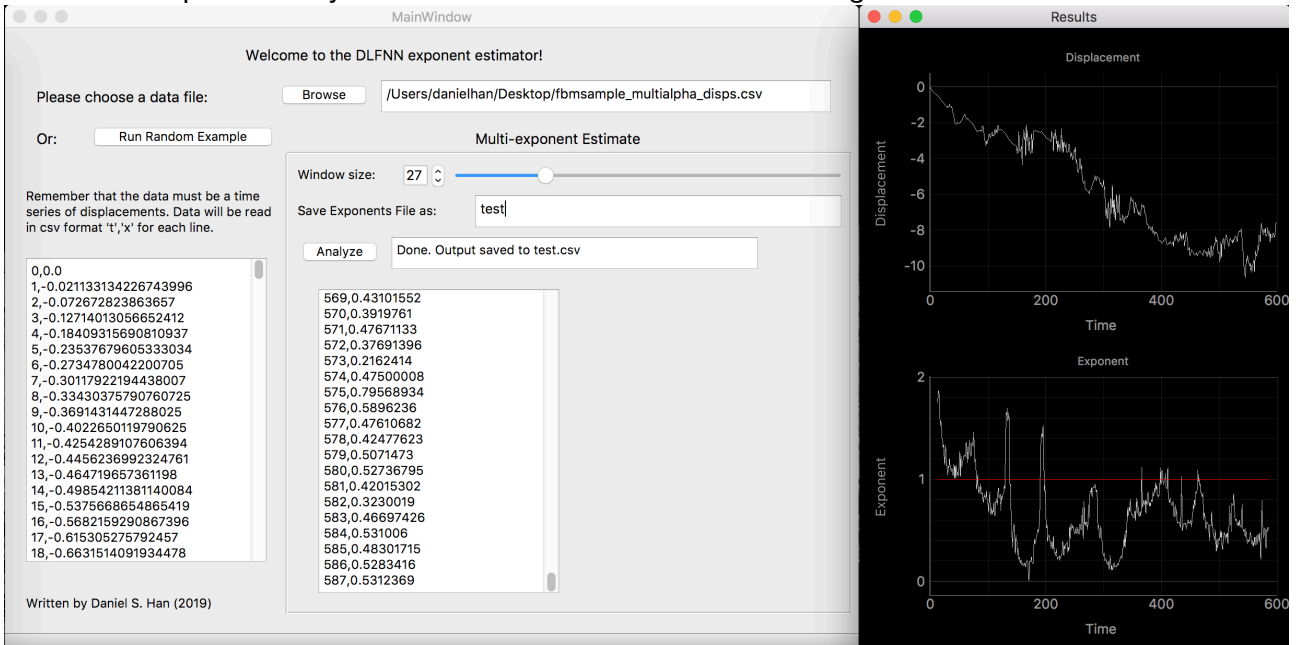 MainWindow
Welcome to the DLFNN exponent estimator!
Please choose a data file:
Browse
/Users/danielhan/Desktop/fbmsample_multialpha_disps.csv
Or:
Run Random Example
Multi-exponent Estimate
Window size:
27
Save Exponents File as:
test
Remember that the data must be a time
series of displacements. Data will be read
in csv format 't','x' for each line.
Analyze
Done. Output saved to test.csv
0,0.0
1,-0.021133134226743996
2,-0.072672823863657
3,-0.12714013056652412
4,-0.18409315690810937
5,-0.23537679605333034
6,-0.2734780042200705
7,-0.30117922194438007
8,-0.33430375790760725
9,-0.3691431447288025
10,-0.4022650119790625
11,-0.4254289107606394
12,-0.4456236992324761
13,-0.464719657361198
14,-0.49854211381140084
15,-0.5375668654865419
16,-0.5682159290867396
17,-0.615305275792457
18,-0.6631514091934478
569,0.43101552
570,0.3919761
571,0.47671133
572,0.37691396
573,0.2162414
574,0.47500008
575,0.79568934
576,0.5896236
577,0.47610682
578,0.42477623
579,0.5071473
580,0.52736795
581,0.42015302
582,0.3230019
583,0.46697426
584,0.531006
585,0.48301715
586,0.5283416
587,0.5312369
Written by Daniel S. Han (2019)
Results
Displacement
Displacement
0
-2
-4
-6
-8
-10
0
200
400
600
Time
Exponent
Exponent
2
1
0
0
200
400
600
Time